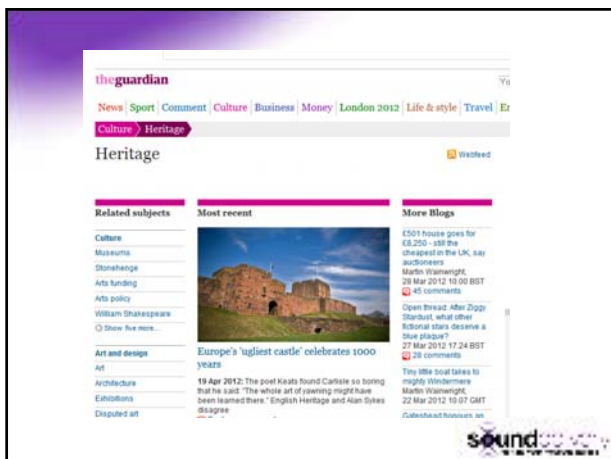 theguardian
News Sport Comment Culture Business Money London 2012 Life & style Travel
Culture Heritage
Heritage
Webfeed
Related subjects
Culture
Museums
Stonehenge
Arts funding
Arts policy
William Shakespeare
Show five more...
Art and design
Art
Architecture
Exhibitions
Disputed art
Most recent
Europe's 'ugliest castle' celebrates 1000
years
19 Apr 2012: The poet Keats found Carlisle so boring
that he said: "The whole art of yawning might have
been learned there." English Heritage and Alan Sykes
disagree
More Blogs
£501 house goes for
£8,250 - still the
cheapest in the UK, say
auctioneers
Martin Wainwright,
28 Mar 2012 10:00 BST
45 comments
Open thread: After Ziggy
Stardust, what other
fictional stars deserve a
blue plaque?
27 Mar 2012 17:24 BST
28 comments
Tiny little boat takes to
mighty Windermere
Martin Wainwright,
22 Mar 2012 10:07 GMT
Gateshead honours an
sound